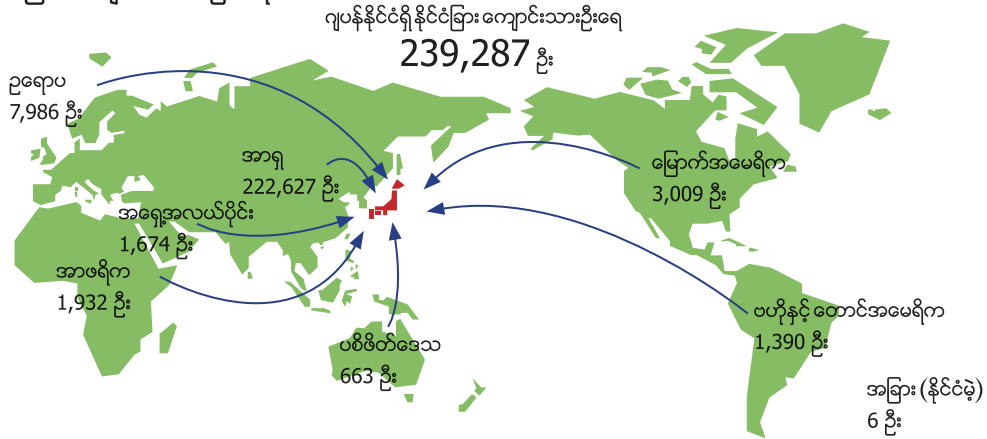 ဂျပန်နိုင်ငံရှိ နိုင်ငံခြား ကျောင်းသားဦးရေ
239,287 ဦး
ဥရောပ
7,986 ဦး
အာရှ
222,627 ဦး
မြောက်အမေရိက
3,009 ဦး
အရှေ့အလယ်ပိုင်း
1,674 ဦး
အာဖရိက
1,932 ဦး
ဗဟိုနှင့် တောင်အမေရိက
1,390 ဦး
ပစိဖိတ်ဒေသ
663 ဦး
အခြား (နိုင်ငံမဲ့)
6 ဦး